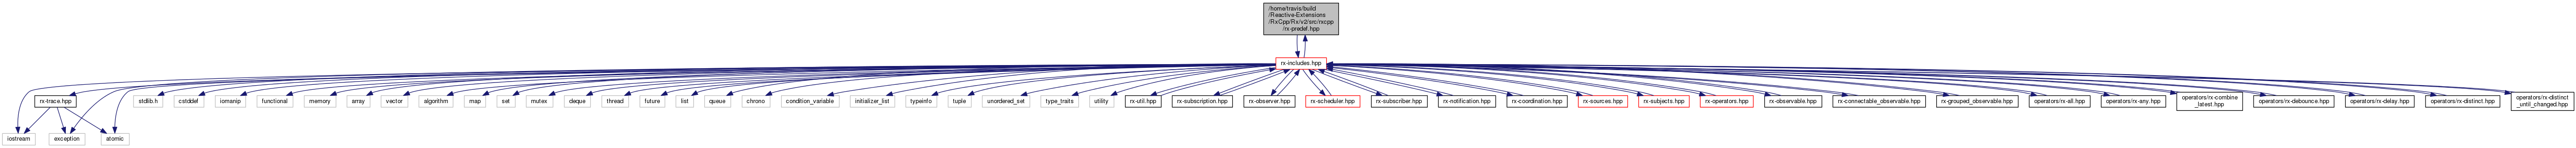 /home/travis/build
/Reactive-Extensions
/RxCpp/Rx/v2/src/rxcpp
/rx-predef.hpp
rx-includes.hpp
rx-trace.hpp
stdlib.h
cstddef
iomanip
functional
memory
array
vector
algorithm
map
set
mutex
deque
thread
future
list
queue
chrono
condition_variable
initializer_list
typeinfo
tuple
unordered_set
type_traits
utility
rx-util.hpp
rx-subscription.hpp
rx-observer.hpp
rx-scheduler.hpp
rx-subscriber.hpp
rx-notification.hpp
rx-coordination.hpp
rx-sources.hpp
rx-subjects.hpp
rx-operators.hpp
rx-observable.hpp
rx-connectable_observable.hpp
rx-grouped_observable.hpp
operators/rx-all.hpp
operators/rx-any.hpp
operators/rx-combine
_latest.hpp
operators/rx-debounce.hpp
operators/rx-delay.hpp
operators/rx-distinct.hpp
operators/rx-distinct
_until_changed.hpp
iostream
exception
atomic